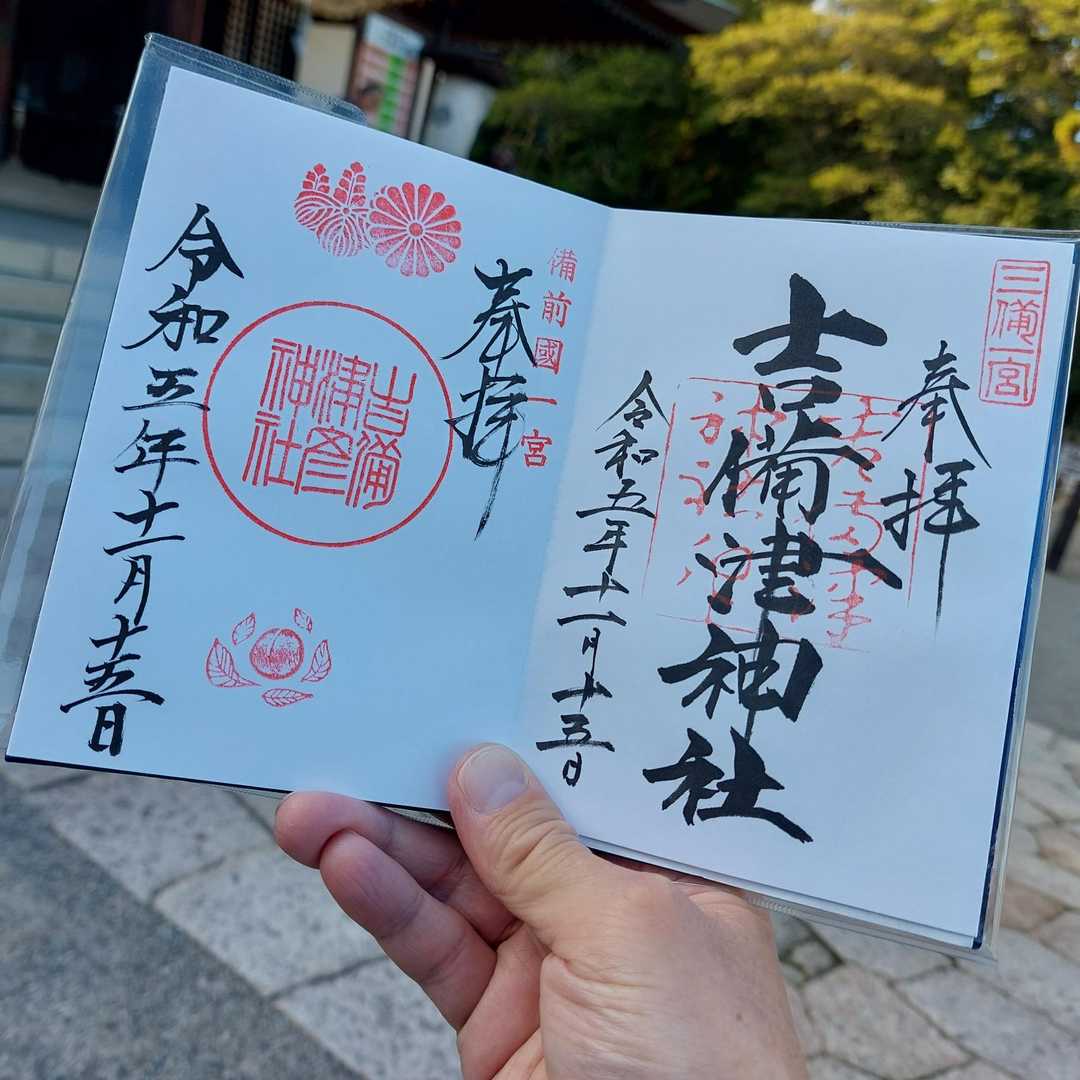 三備一宮
奉拝
吉備津神社
令和五年十一月十五日
備前國一宮
奉拝
吉備
津彦
神社
令和五年十一月十五日